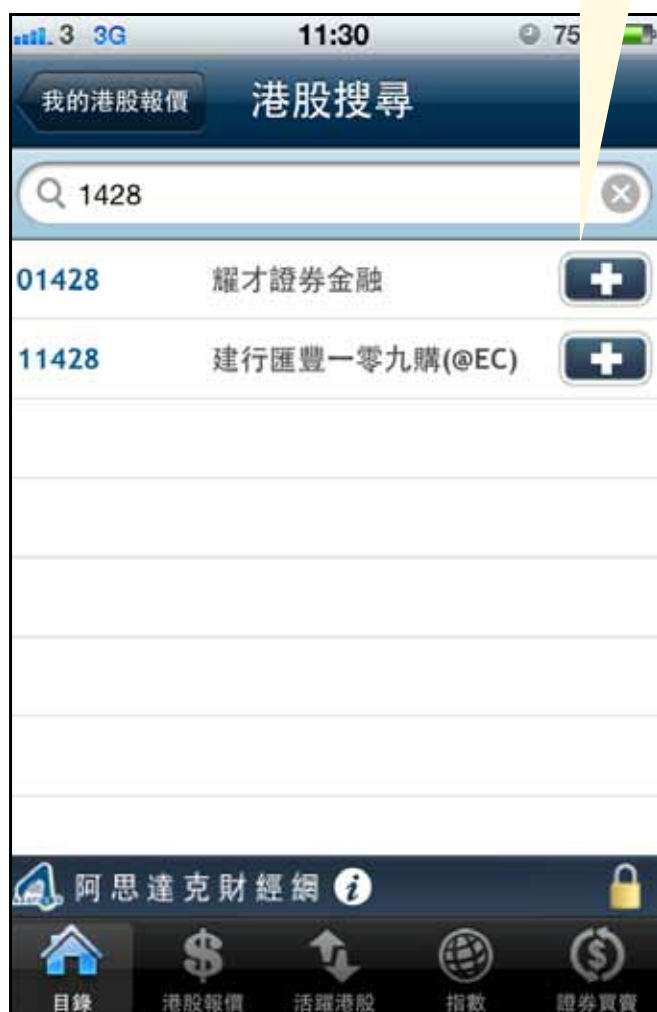 3 3G 11:30 75
我的港股報價 港股搜尋
1428
01428 耀才證券金融
11428 建行匯豐一零九購(@EC)
阿思達克財經網 i
目錄 港股報價 活躍港股 指數 證券買賣